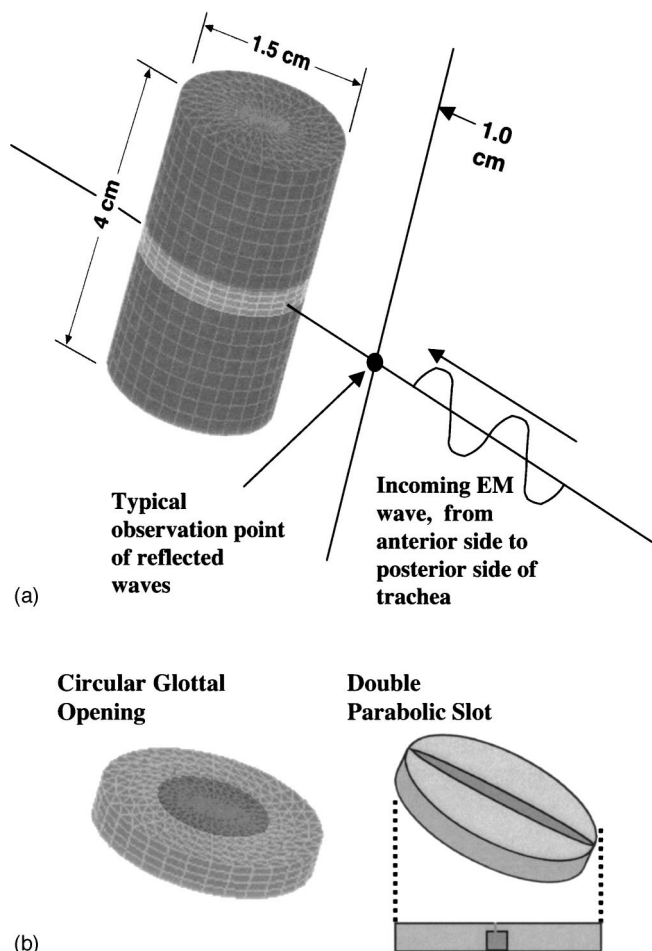 1.5 cm
1.0
cm
4 cm
Typical
observation point
of reflected
waves
Incoming EM
wave, from
anterior side to
posterior side of
trachea
(a)
Circular Glottal
Opening
Double
Parabolic Slot
(b)